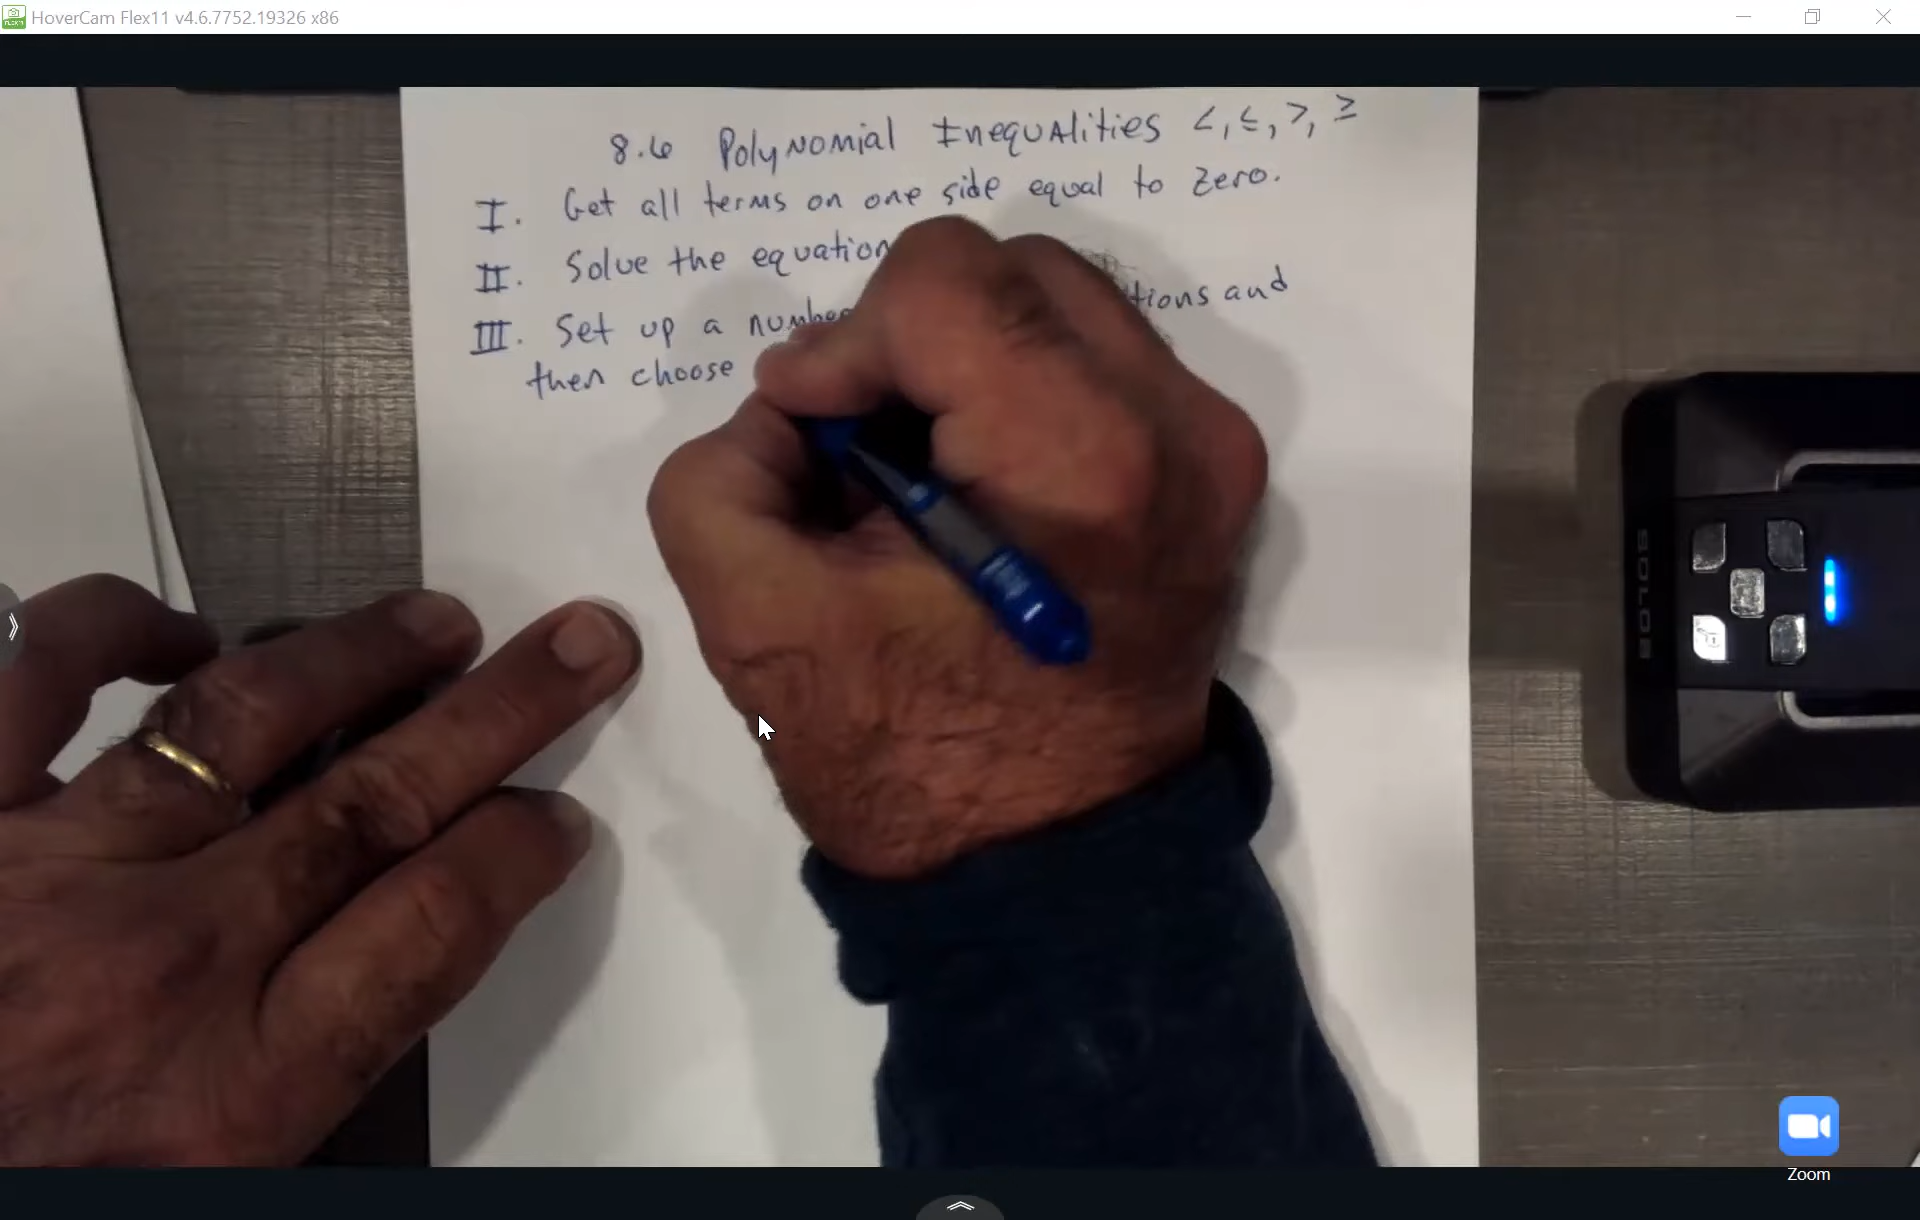 HoverCam Flex11 v4.6.7752.19326 x86
8.6 Polynomial Inequalities <, ≤, >, ≥
I. Get all terms on one side equal to zero.
II. Solve the equation
III. Set up a number tions and
then choose
SOLO8
Zoom